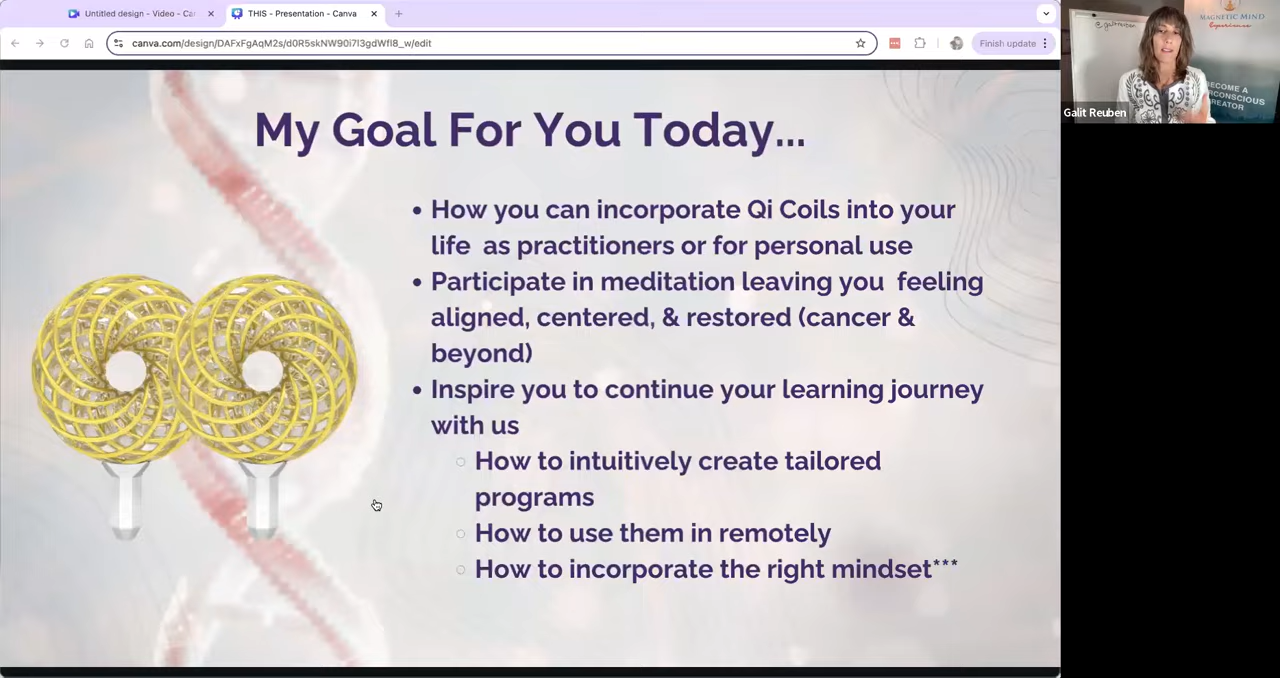 Untitled design - Video - Ca
THIS - Presentation - Canva
canva.com/design/DAFxFgAqM2s/d0R5skNW90i7I3gdWfI8_w/edit
Finish update
My Goal For You Today...
• How you can incorporate Qi Coils into your
life as practitioners or for personal use
• Participate in meditation leaving you feeling
aligned, centered, & restored (cancer &
beyond)
• Inspire you to continue your learning journey
with us
○ How to intuitively create tailored
programs
○ How to use them in remotely
○ How to incorporate the right mindset***
MAGNETIC MIND
Experience
BECOME A
Galit Reuben